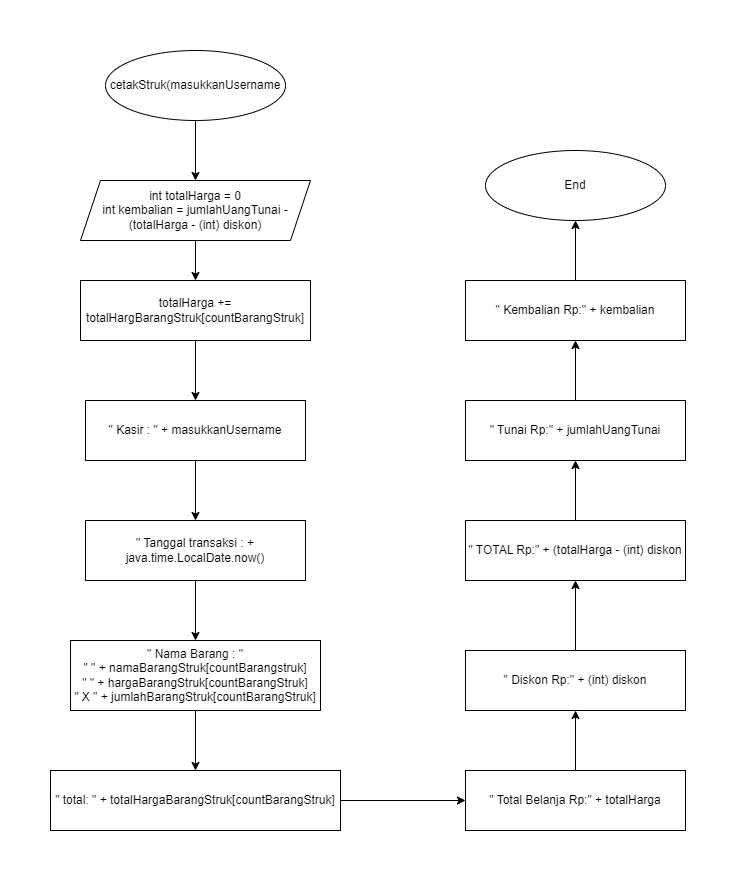 cetakStruk(masukkanUsername
int totalHarga = 0
int kembalian = jumlahUangTunai -
(totalHarga - (int) diskon)
totalHarga +=
totalHargBarangStruk[countBarangStruk]
" Kasir : " + masukkanUsername
" Tanggal transaksi : +
java.time.LocalDate.now()
" Nama Barang : "
" " + namaBarangStruk[countBarangstruk]
" " + hargaBarangStruk[countBarangStruk]
" X " + jumlahBarangStruk[countBarangStruk]
" total: " + totalHargaBarangStruk[countBarangStruk]
" Total Belanja Rp:" + totalHarga
" Diskon Rp:" + (int) diskon
" TOTAL Rp:" + (totalHarga - (int) diskon
" Tunai Rp:" + jumlahUangTunai
" Kembalian Rp:" + kembalian
End